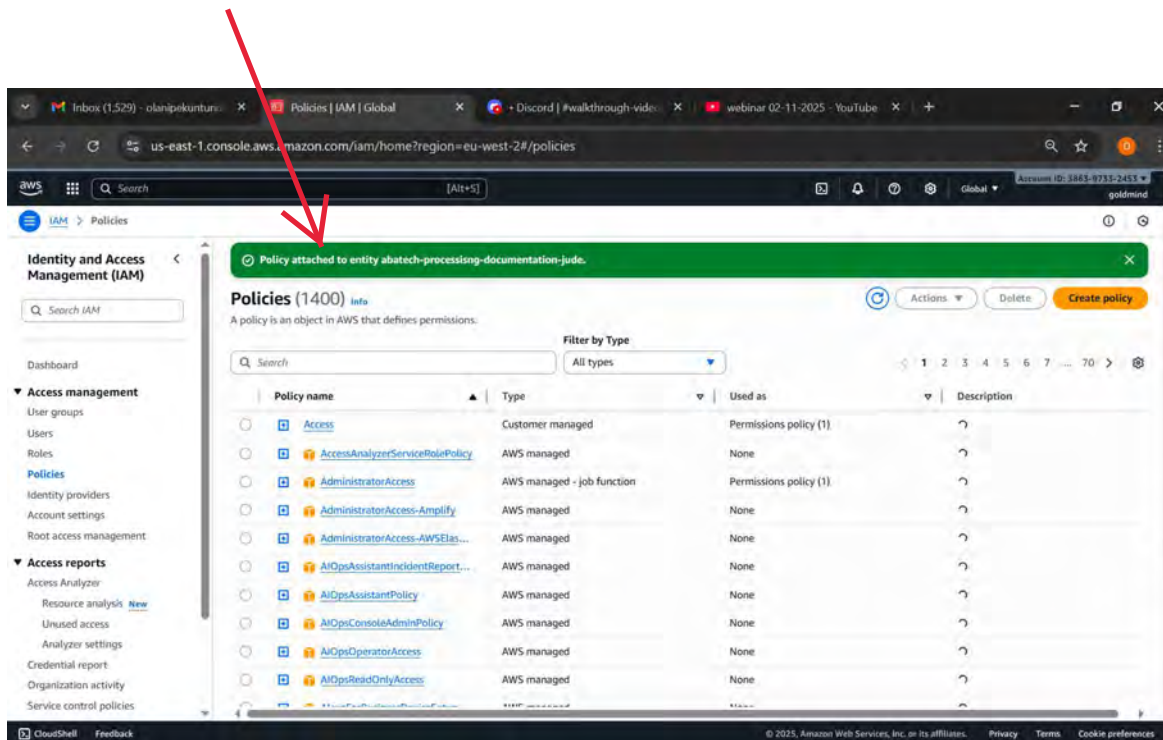 Inbox (1,529) - olanipekuntun
Policies | IAM | Global
• Discord | #walkthrough-video
webinar 02-11-2025 - YouTube
us-east-1.console.aws.amazon.com/iam/home?region=eu-west-2#/policies
aws
Search [Alt+S]
Global
Account ID: 3863-9733-2453
goldmind
IAM > Policies
Identity and Access Management (IAM)
Search IAM
Dashboard
Access management
User groups
Users
Roles
Policies
Identity providers
Account settings
Root access management
Access reports
Access Analyzer
Resource analysis New
Unused access
Analyzer settings
Credential report
Organization activity
Service control policies
Policy attached to entity abatech-processisng-documentation-jude.
Policies (1400) Info
Actions Delete Create policy
A policy is an object in AWS that defines permissions.
Filter by Type
Search All types 1 2 3 4 5 6 7 ... 70
Policy name Type Used as Description
Access Customer managed Permissions policy (1)
AccessAnalyzerServiceRolePolicy AWS managed None
AdministratorAccess AWS managed - job function Permissions policy (1)
AdministratorAccess-Amplify AWS managed None
AdministratorAccess-AWSElas... AWS managed None
AIOpsAssistantIncidentReport... AWS managed None
AIOpsAssistantPolicy AWS managed None
AIOpsConsoleAdminPolicy AWS managed None
AIOpsOperatorAccess AWS managed None
AIOpsReadOnlyAccess AWS managed None
CloudShell Feedback © 2025, Amazon Web Services, Inc. or its affiliates. Privacy Terms Cookie preferences